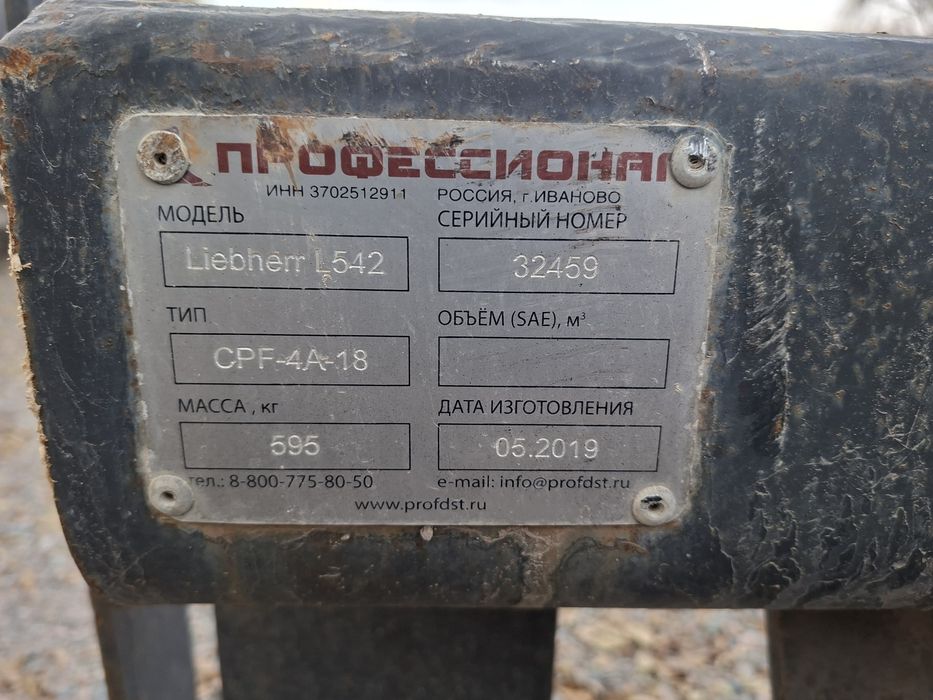 ПРОФЕССИОНАЛ
ИНН 3702512911 РОССИЯ, г.ИВАНОВО
МОДЕЛЬ СЕРИЙНЫЙ НОМЕР
Liebherr L542 32459
ТИП ОБЪЁМ (SAE), м³
CPF-4A-18
МАССА , кг ДАТА ИЗГОТОВЛЕНИЯ
595 05.2019
тел.: 8-800-775-80-50 e-mail: info@profdst.ru
www.profdst.ru